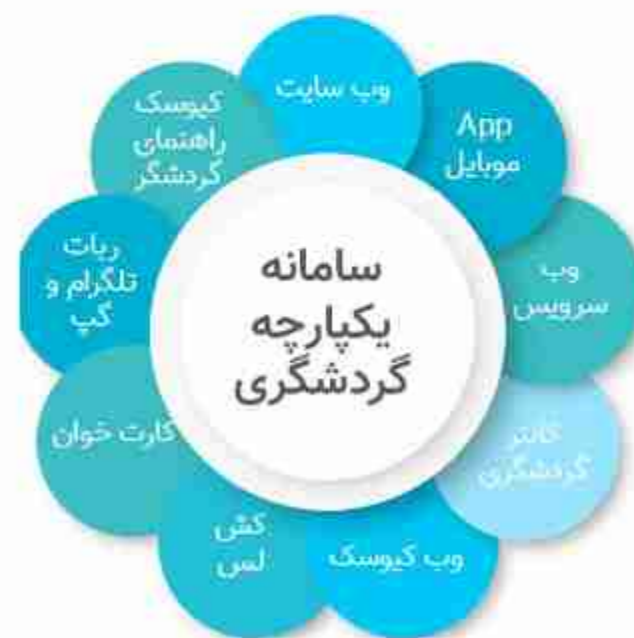 سامانه
یکپارچه
گردشگری
وب سایت
App
موبایل
وب
سرویس
کانتر
گردشگری
وب کیوسک
کش
لس
کارت خوان
ربات
تلگرام و
گپ
کیوسک
راهنمای
گردشگر